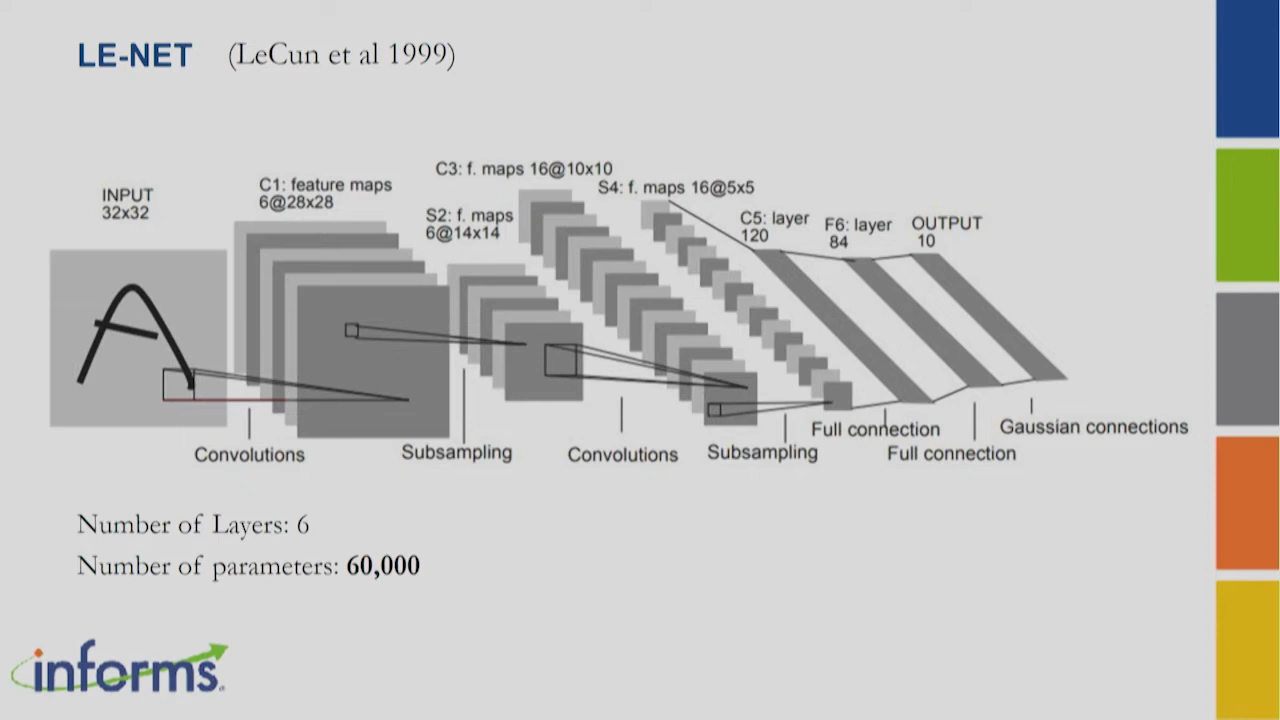 LE-NET (LeCun et al 1999)
INPUT
32x32
C1: feature maps
6@28x28
S2: f. maps
6@14x14
C3: f. maps 16@10x10
S4: f. maps 16@5x5
C5: layer
120
F6: layer
84
OUTPUT
10
Convolutions
Subsampling
Convolutions
Subsampling
Full connection
Full connection
Gaussian connections
Number of Layers: 6
Number of parameters: 60,000
informs